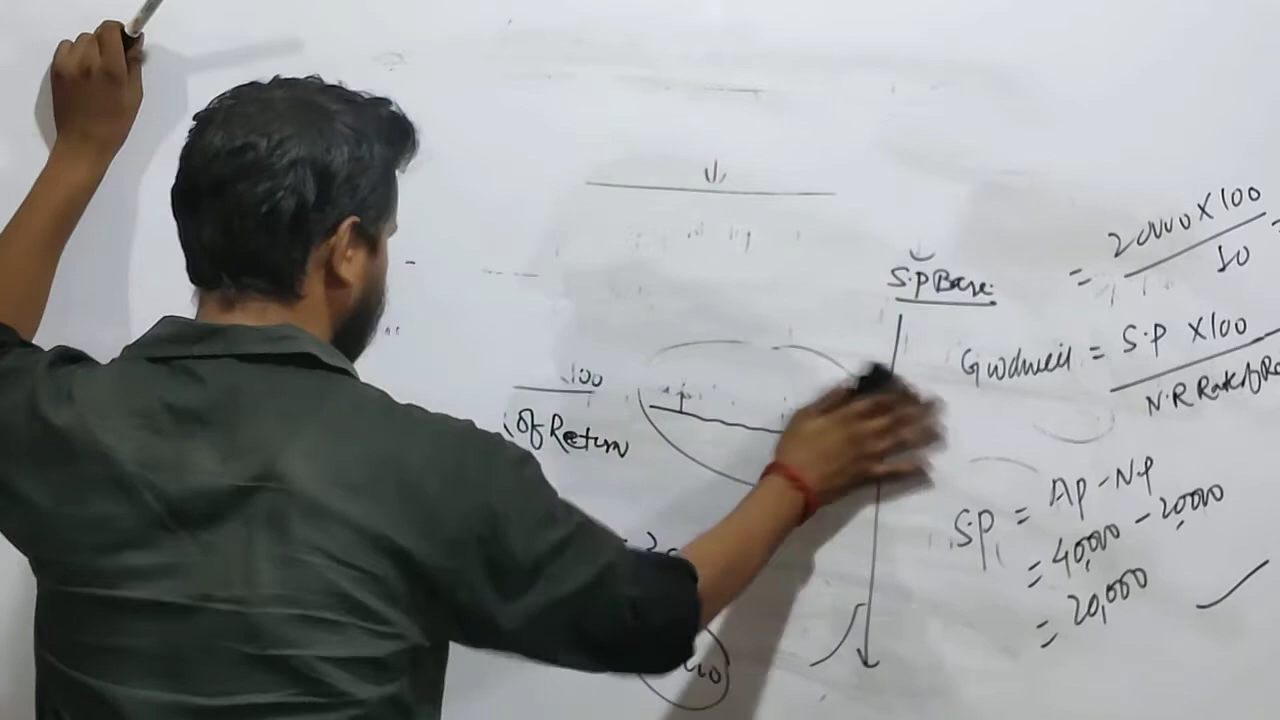 100
of Return
S.P Base
= 20000 X 100
10
Goodwill = S.P X 100
N.R Rate of Re
S.P = AP - NP
= 40,000 - 20,000
= 20,000